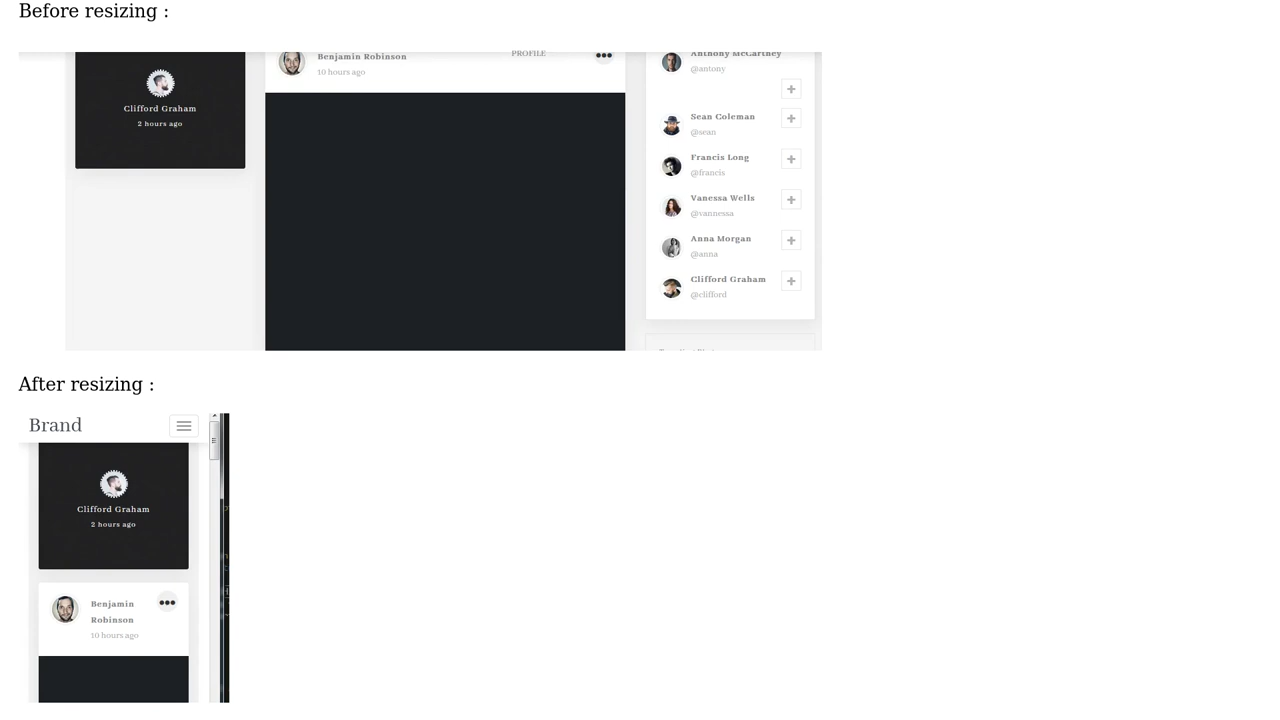 Before resizing :
Benjamin Robinson
10 hours ago
PROFILE
Clifford Graham
2 hours ago
Anthony McCartney
@antony
Sean Coleman
@sean
Francis Long
@francis
Vanessa Wells
@vannessa
Anna Morgan
@anna
Clifford Graham
@clifford
After resizing :
Brand
Clifford Graham
2 hours ago
Benjamin
Robinson
10 hours ago